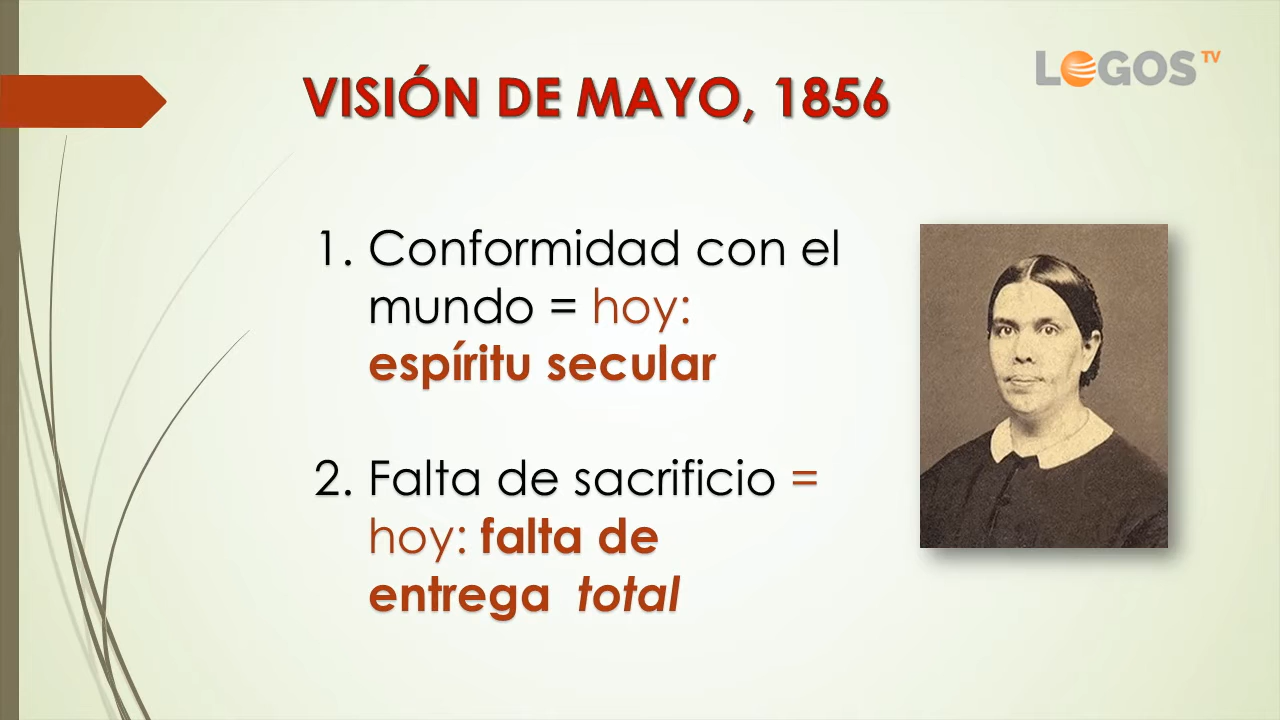 LOGOS TV
VISIÓN DE MAYO, 1856
1. Conformidad con el
mundo = hoy:
espíritu secular
2. Falta de sacrificio =
hoy: falta de
entrega total